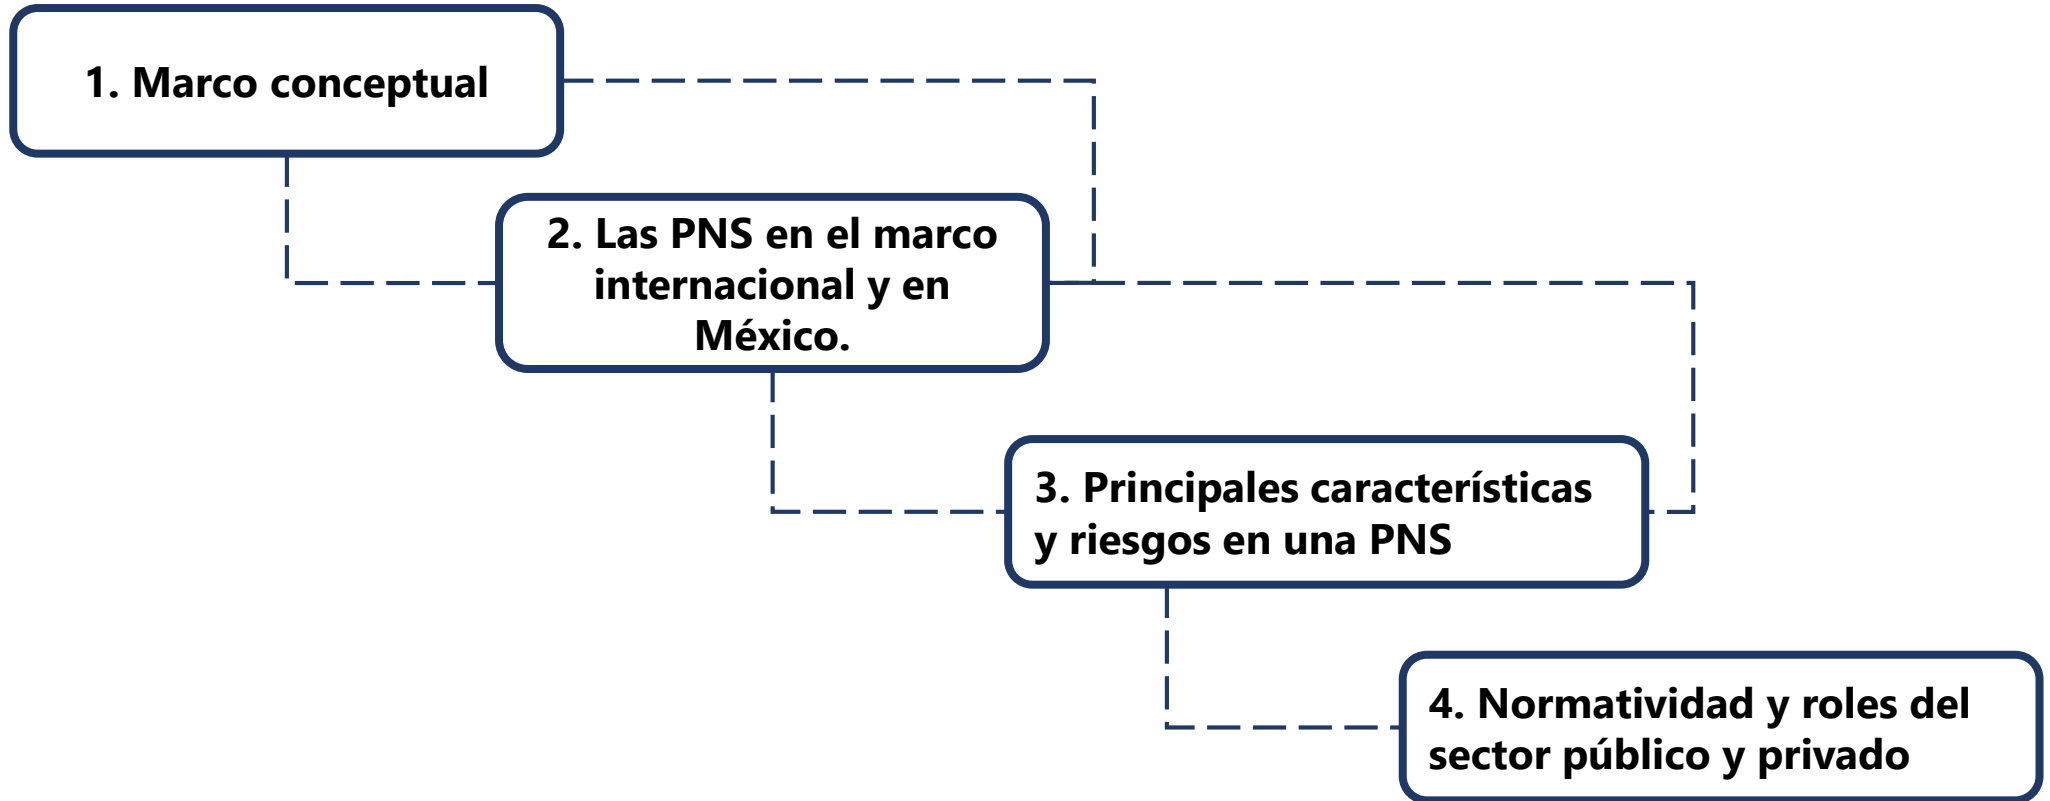 1. Marco conceptual
2. Las PNS en el marco
internacional y en
México.
3. Principales características
y riesgos en una PNS
4. Normatividad y roles del
sector público y privado